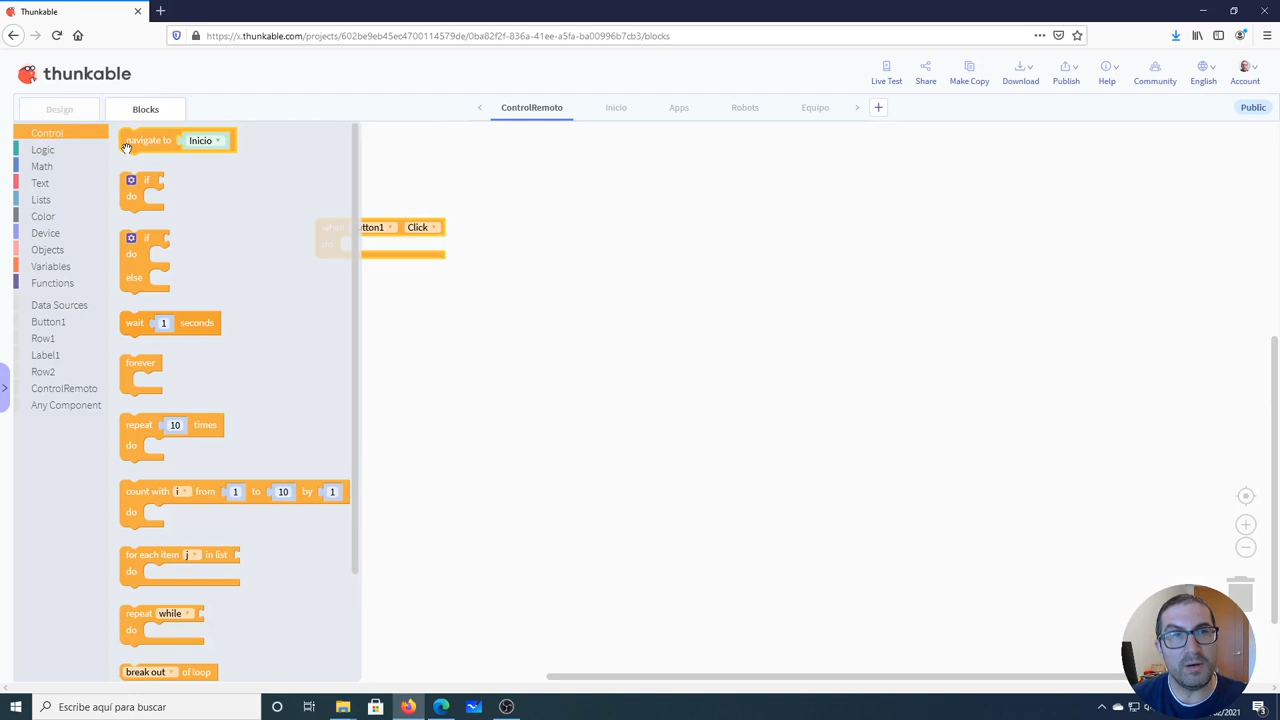 Thunkable
https://x.thunkable.com/projects/602be9eb45ec4700114579de/0ba82f2f-836a-41ee-a5fa-ba00996b7cb3/blocks
thunkable
Live Test
Share
Make Copy
Download
Publish
Help
Community
English
Account
Design
Blocks
ControlRemoto
Inicio
Apps
Robots
Equipo
Public
Control
Logic
Math
Text
Lists
Color
Device
Objects
Variables
Functions
Data Sources
Button1
Row1
Label1
Row2
ControlRemoto
Any Component
navigate to Inicio
if
do
if
do
else
wait 1 seconds
forever
repeat 10 times
do
count with i from 1 to 10 by 1
do
for each item j in list
do
repeat while
do
break out of loop
when Button1 Click
do
Escribe aquí para buscar